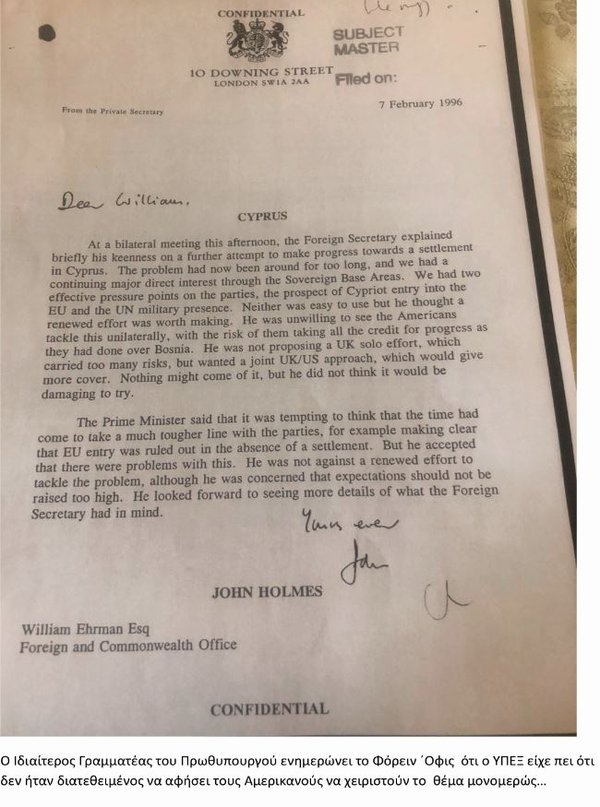 CONFIDENTIAL
SUBJECT
MASTER
Filed on:
10 DOWNING STREET
LONDON SW1A 2AA
From the Private Secretary
7 February 1996
Dear William,
CYPRUS
At a bilateral meeting this afternoon, the Foreign Secretary explained
briefly his keenness on a further attempt to make progress towards a settlement
in Cyprus. The problem had now been around for too long, and we had a
continuing major direct interest through the Sovereign Base Areas. We had two
effective pressure points on the parties, the prospect of Cypriot entry into the
EU and the UN military presence. Neither was easy to use but he thought a
renewed effort was worth making. He was unwilling to see the Americans
tackle this unilaterally, with the risk of them taking all the credit for progress as
they had done over Bosnia. He was not proposing a UK solo effort, which
carried too many risks, but wanted a joint UK/US approach, which would give
more cover. Nothing might come of it, but he did not think it would be
damaging to try.
The Prime Minister said that it was tempting to think that the time had
come to take a much tougher line with the parties, for example making clear
that EU entry was ruled out in the absence of a settlement. But he accepted
that there were problems with this. He was not against a renewed effort to
tackle the problem, although he was concerned that expectations should not be
raised too high. He looked forward to seeing more details of what the Foreign
Secretary had in mind.
Yours ever
John
JOHN HOLMES
William Ehrman Esq
Foreign and Commonwealth Office
CONFIDENTIAL
Ο Ιδιαίτερος Γραμματέας του Πρωθυπουργού ενημερώνει το Φόρειν ΄Οφις ότι ο ΥΠΕΞ είχε πει ότι
δεν ήταν διατεθειμένος να αφήσει τους Αμερικανούς να χειριστούν το θέμα μονομερώς...